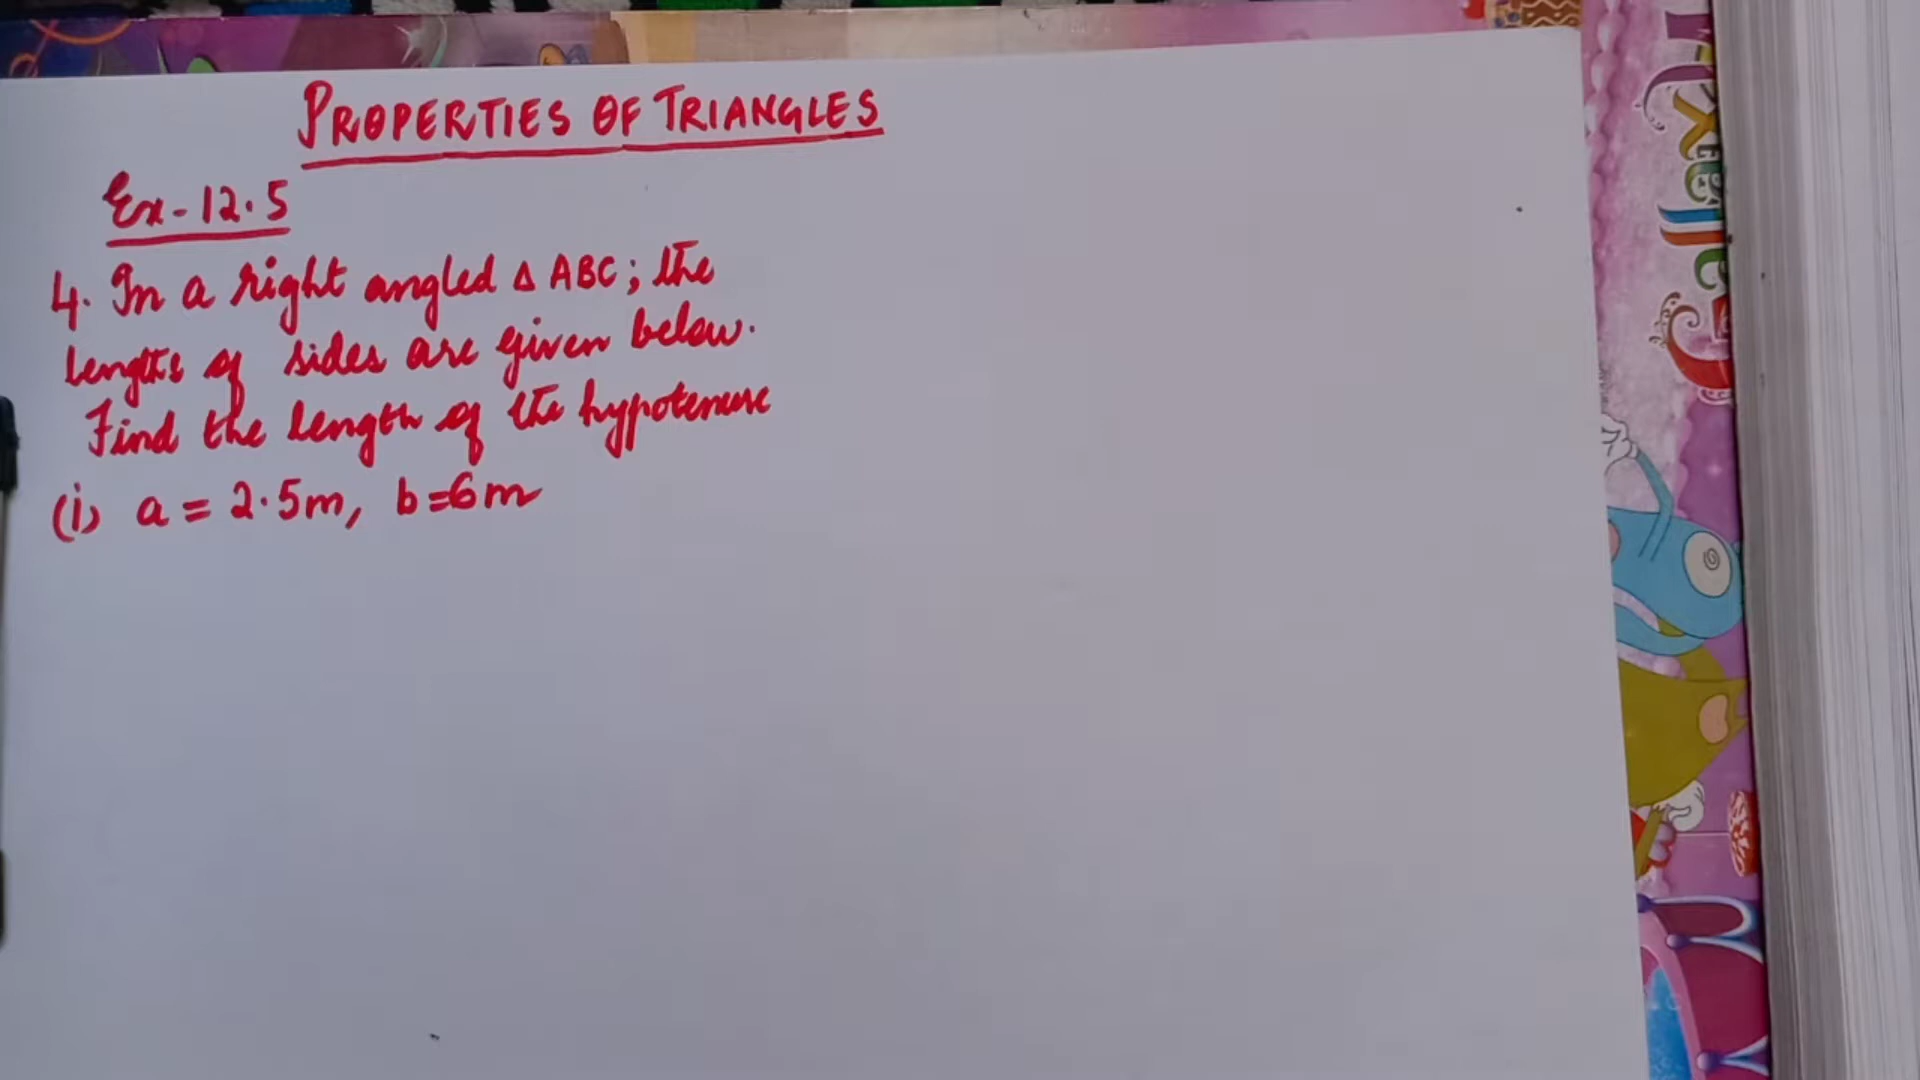 PROPERTIES OF TRIANGLES
Ex-12.5
4. In a right angled △ ABC; the
lengths of sides are given below.
Find the length of the hypotenuse
(i) a = 2.5m, b=6m